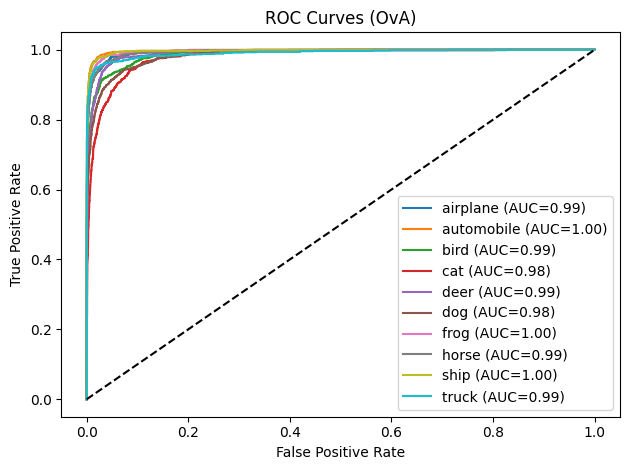 ROC Curves (OvA)
True Positive Rate
1.0
0.8
0.6
0.4
0.2
0.0
airplane (AUC=0.99)
automobile (AUC=1.00)
bird (AUC=0.99)
cat (AUC=0.98)
deer (AUC=0.99)
dog (AUC=0.98)
frog (AUC=1.00)
horse (AUC=0.99)
ship (AUC=1.00)
truck (AUC=0.99)
0.0 0.2 0.4 0.6 0.8 1.0
False Positive Rate